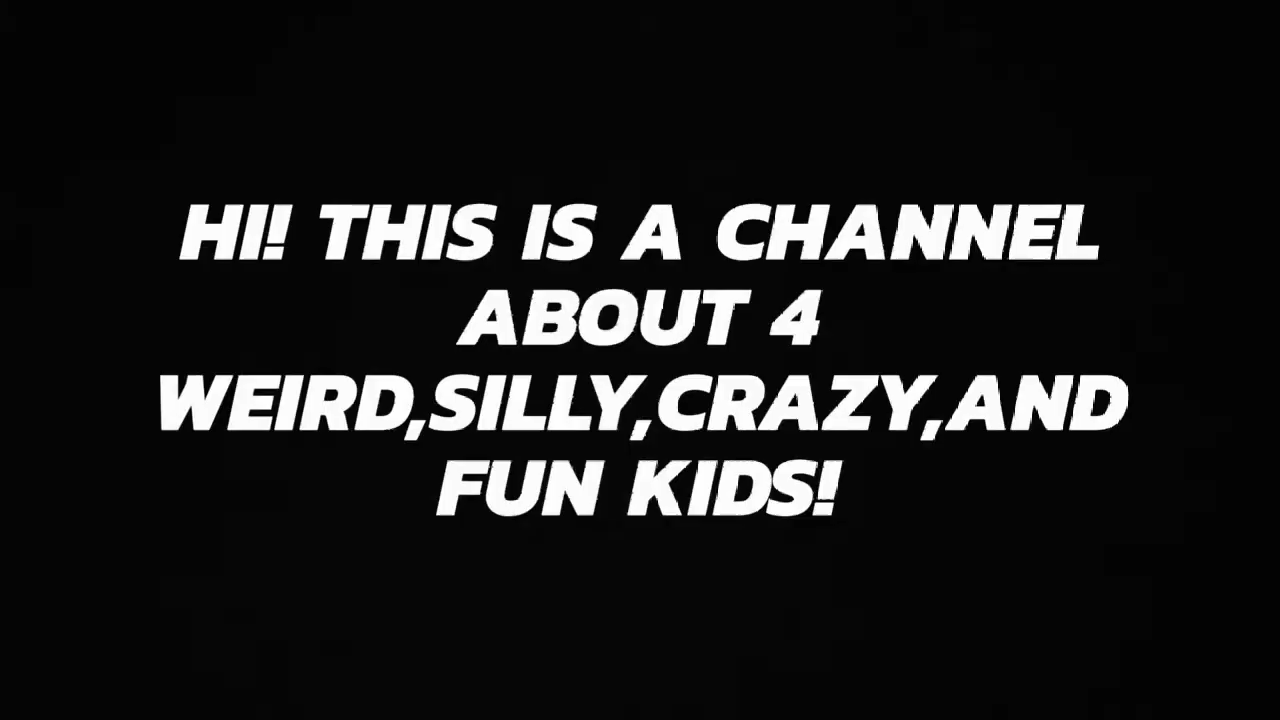 HI! THIS IS A CHANNEL
ABOUT 4
WEIRD,SILLY,CRAZY,AND
FUN KIDS!